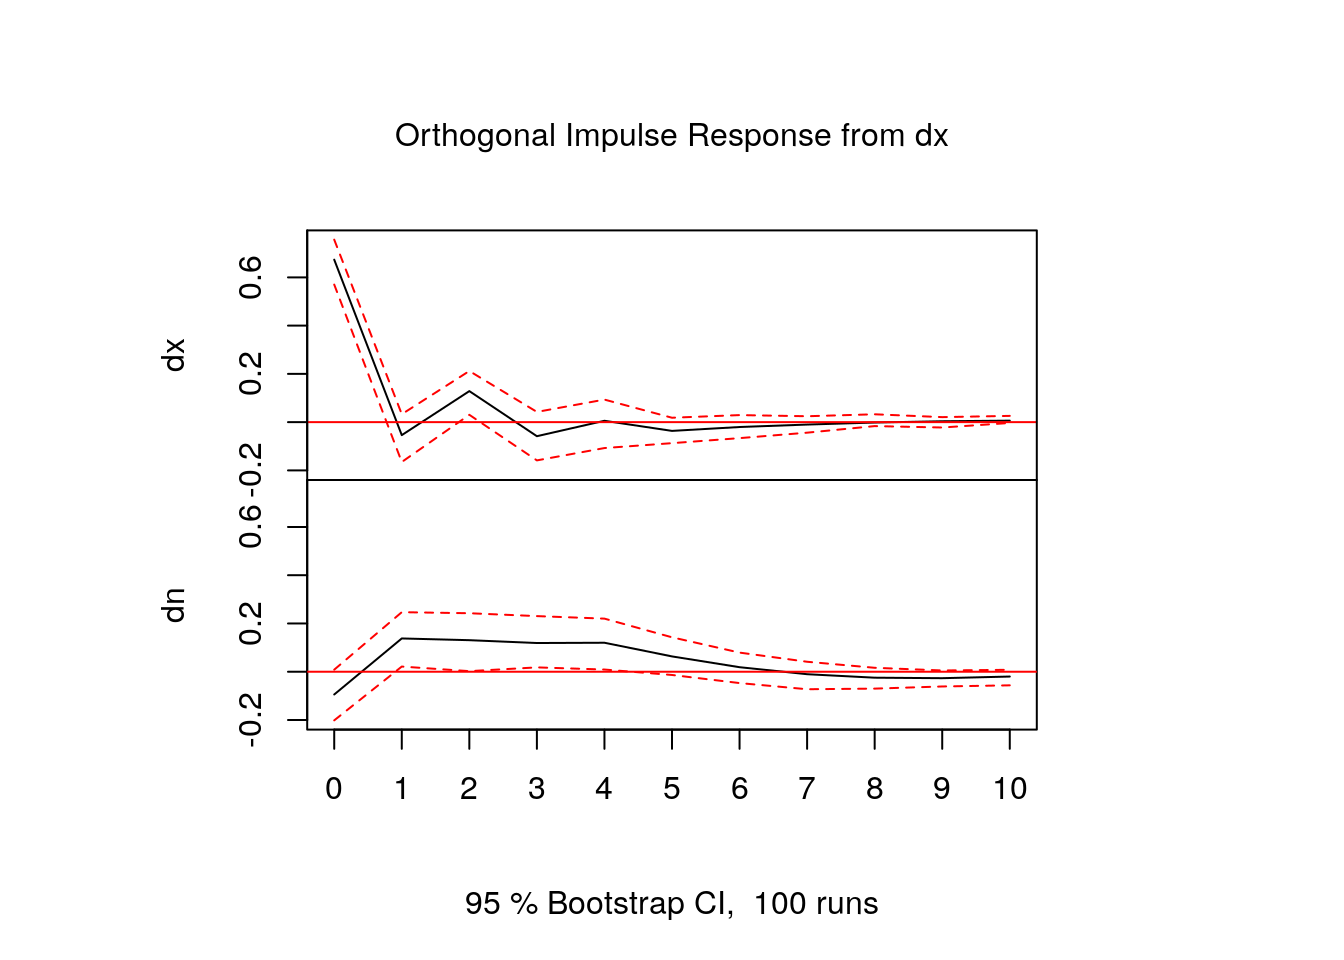 Orthogonal Impulse Response from dx
dx
0.6
0.2
-0.2
dn
0.6
0.2
-0.2
0 1 2 3 4 5 6 7 8 9 10
95 % Bootstrap CI,  100 runs